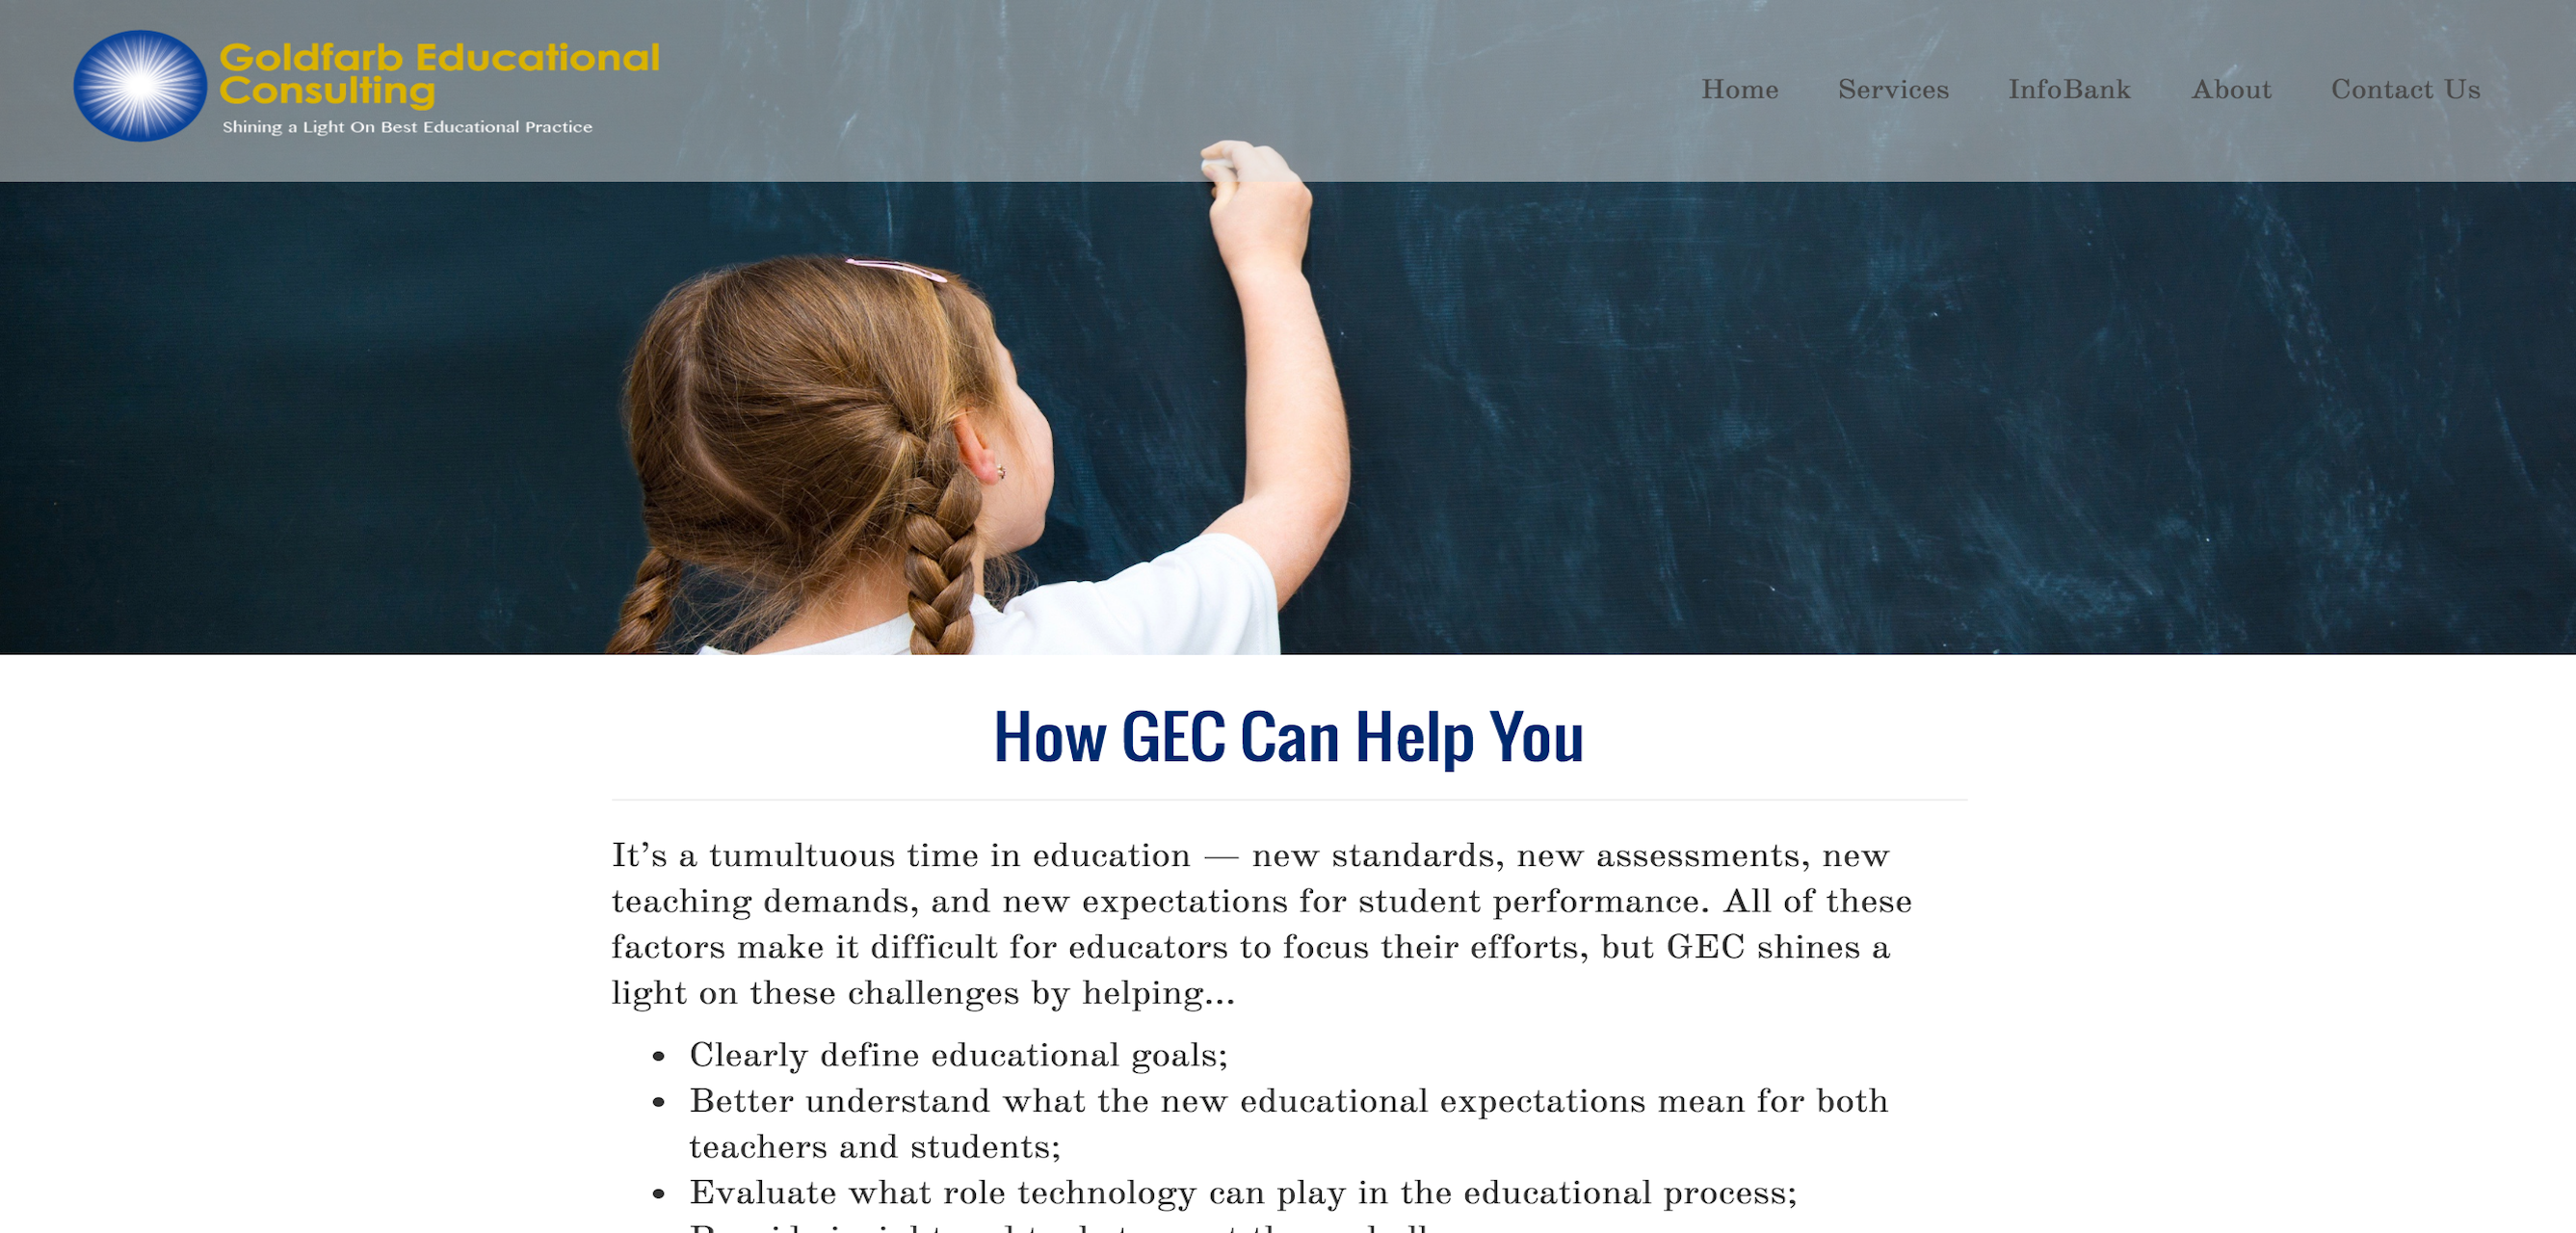 Goldfarb Educational
Consulting
Shining a Light On Best Educational Practice
Home Services InfoBank About Contact Us
How GEC Can Help You
It’s a tumultuous time in education — new standards, new assessments, new
teaching demands, and new expectations for student performance. All of these
factors make it difficult for educators to focus their efforts, but GEC shines a
light on these challenges by helping...
• Clearly define educational goals;
• Better understand what the new educational expectations mean for both
teachers and students;
• Evaluate what role technology can play in the educational process;